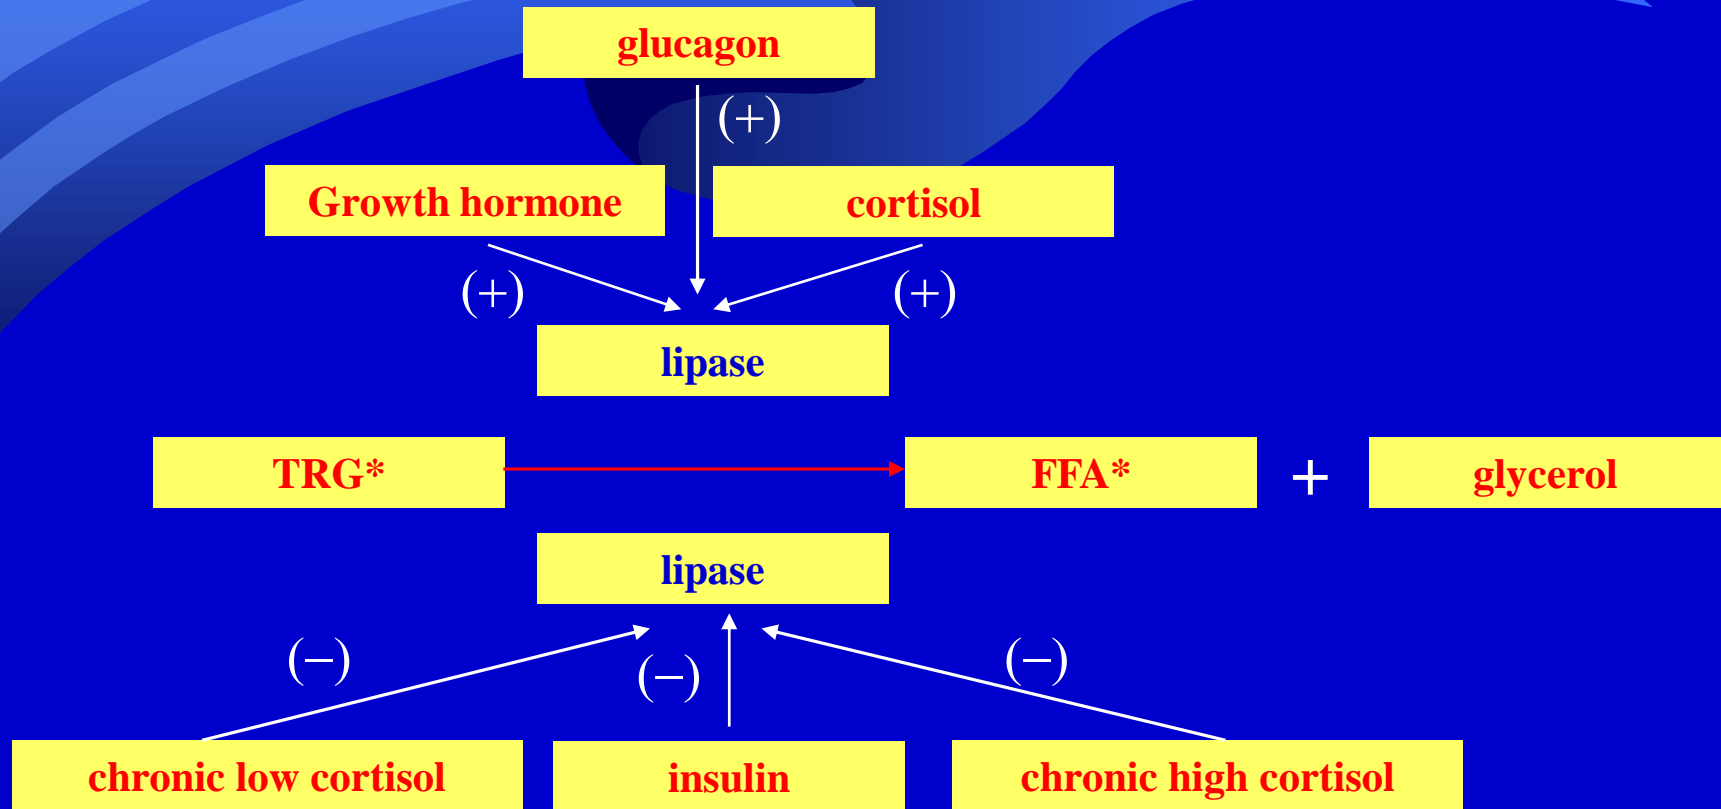 glucagon
(+)
Growth hormone
cortisol
(+)
(+)
lipase
TRG*
FFA*
+
glycerol
lipase
(−)
(−)
(−)
chronic low cortisol
insulin
chronic high cortisol